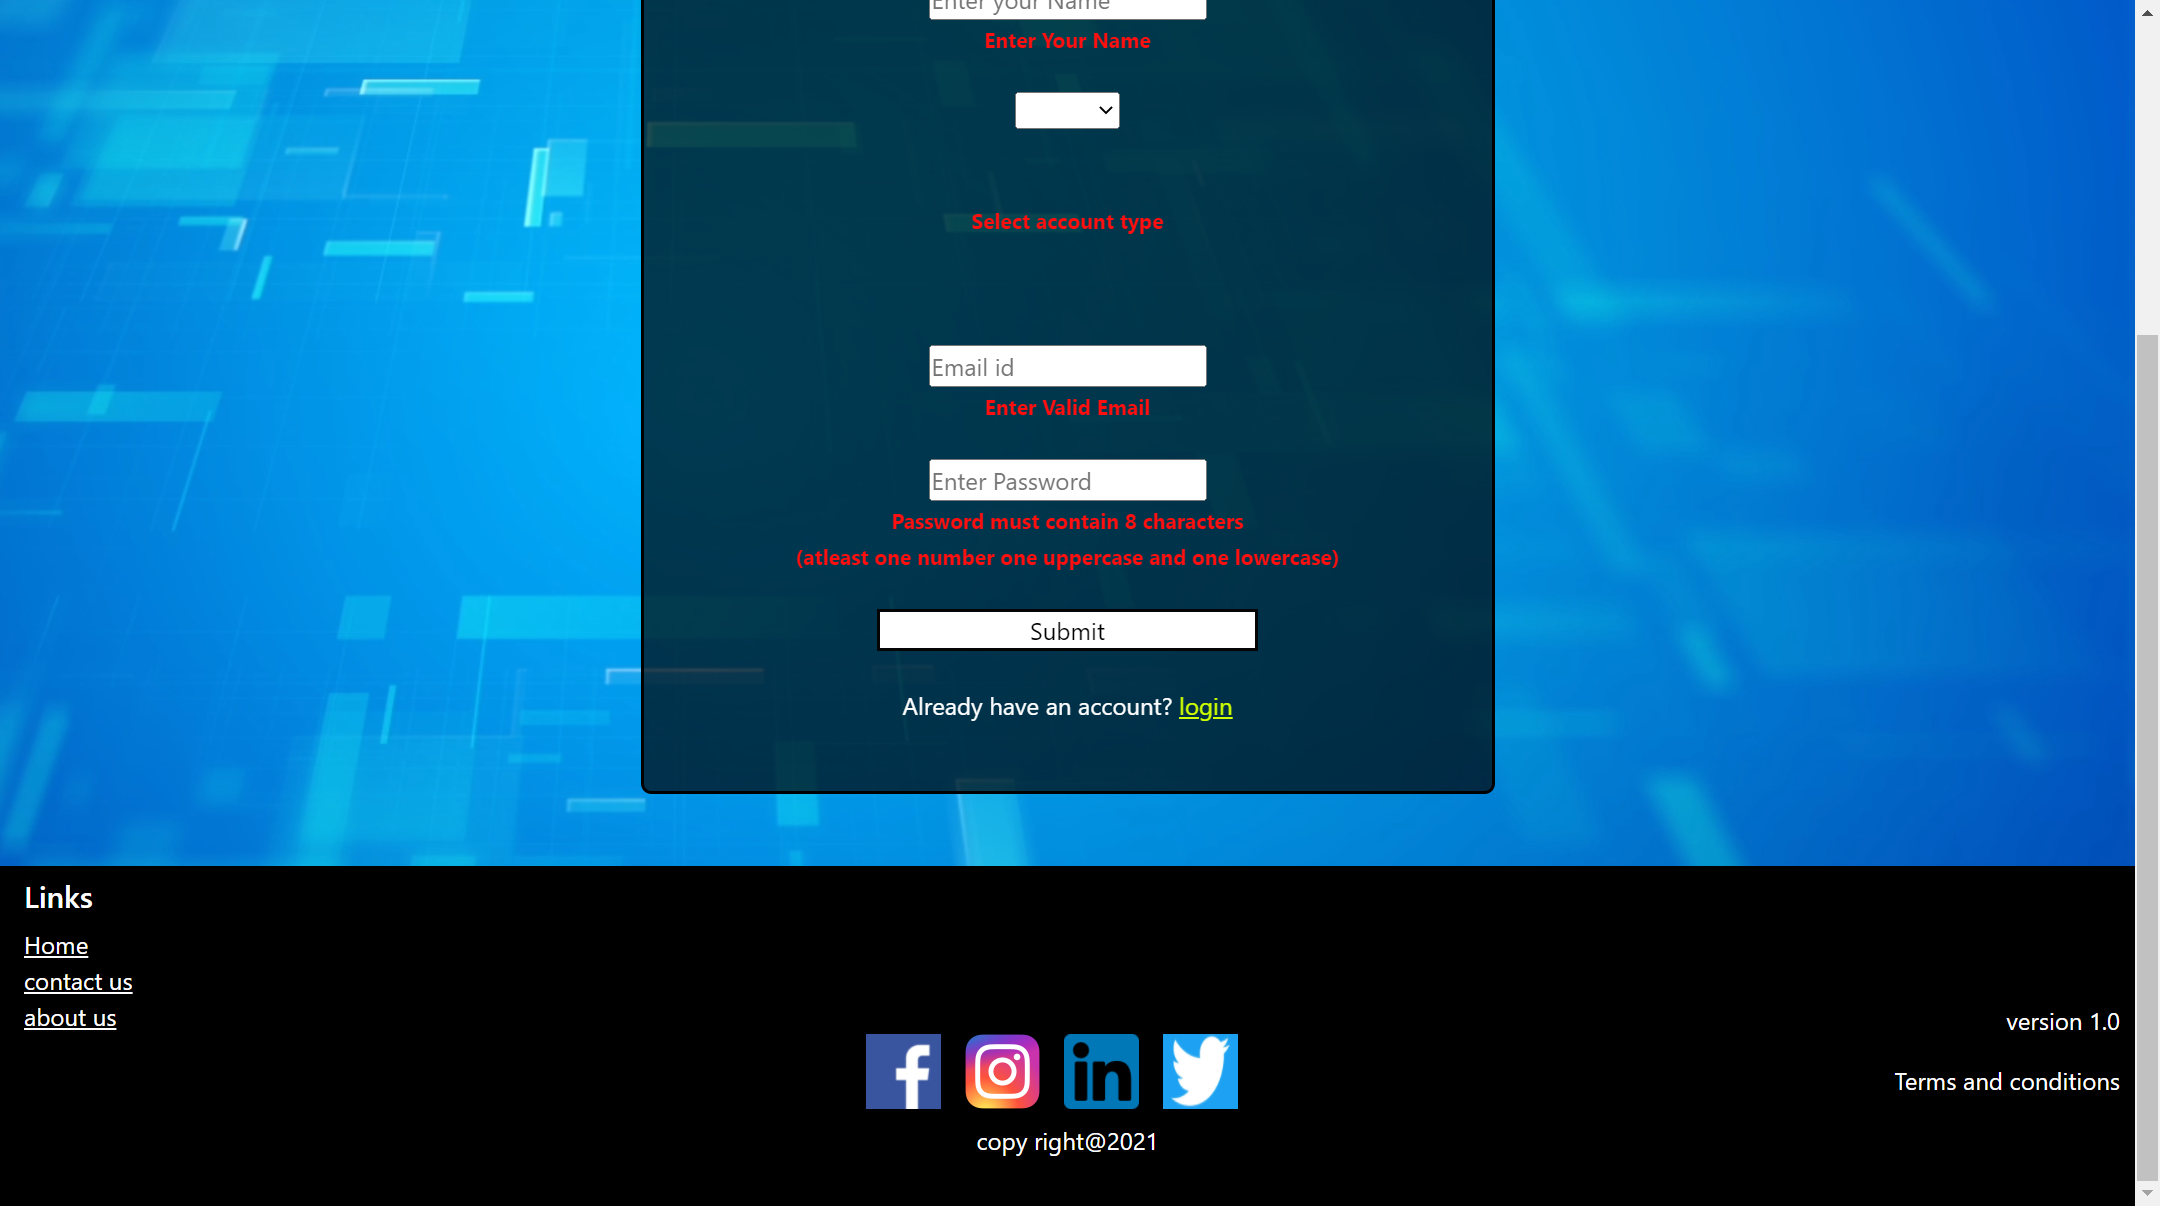 Enter your Name
Enter Your Name
Select account type
Email id
Enter Valid Email
Enter Password
Password must contain 8 characters
(atleast one number one uppercase and one lowercase)
Submit
Already have an account? login
Links
Home
contact us
about us
version 1.0
Terms and conditions
f
in
copy right@2021